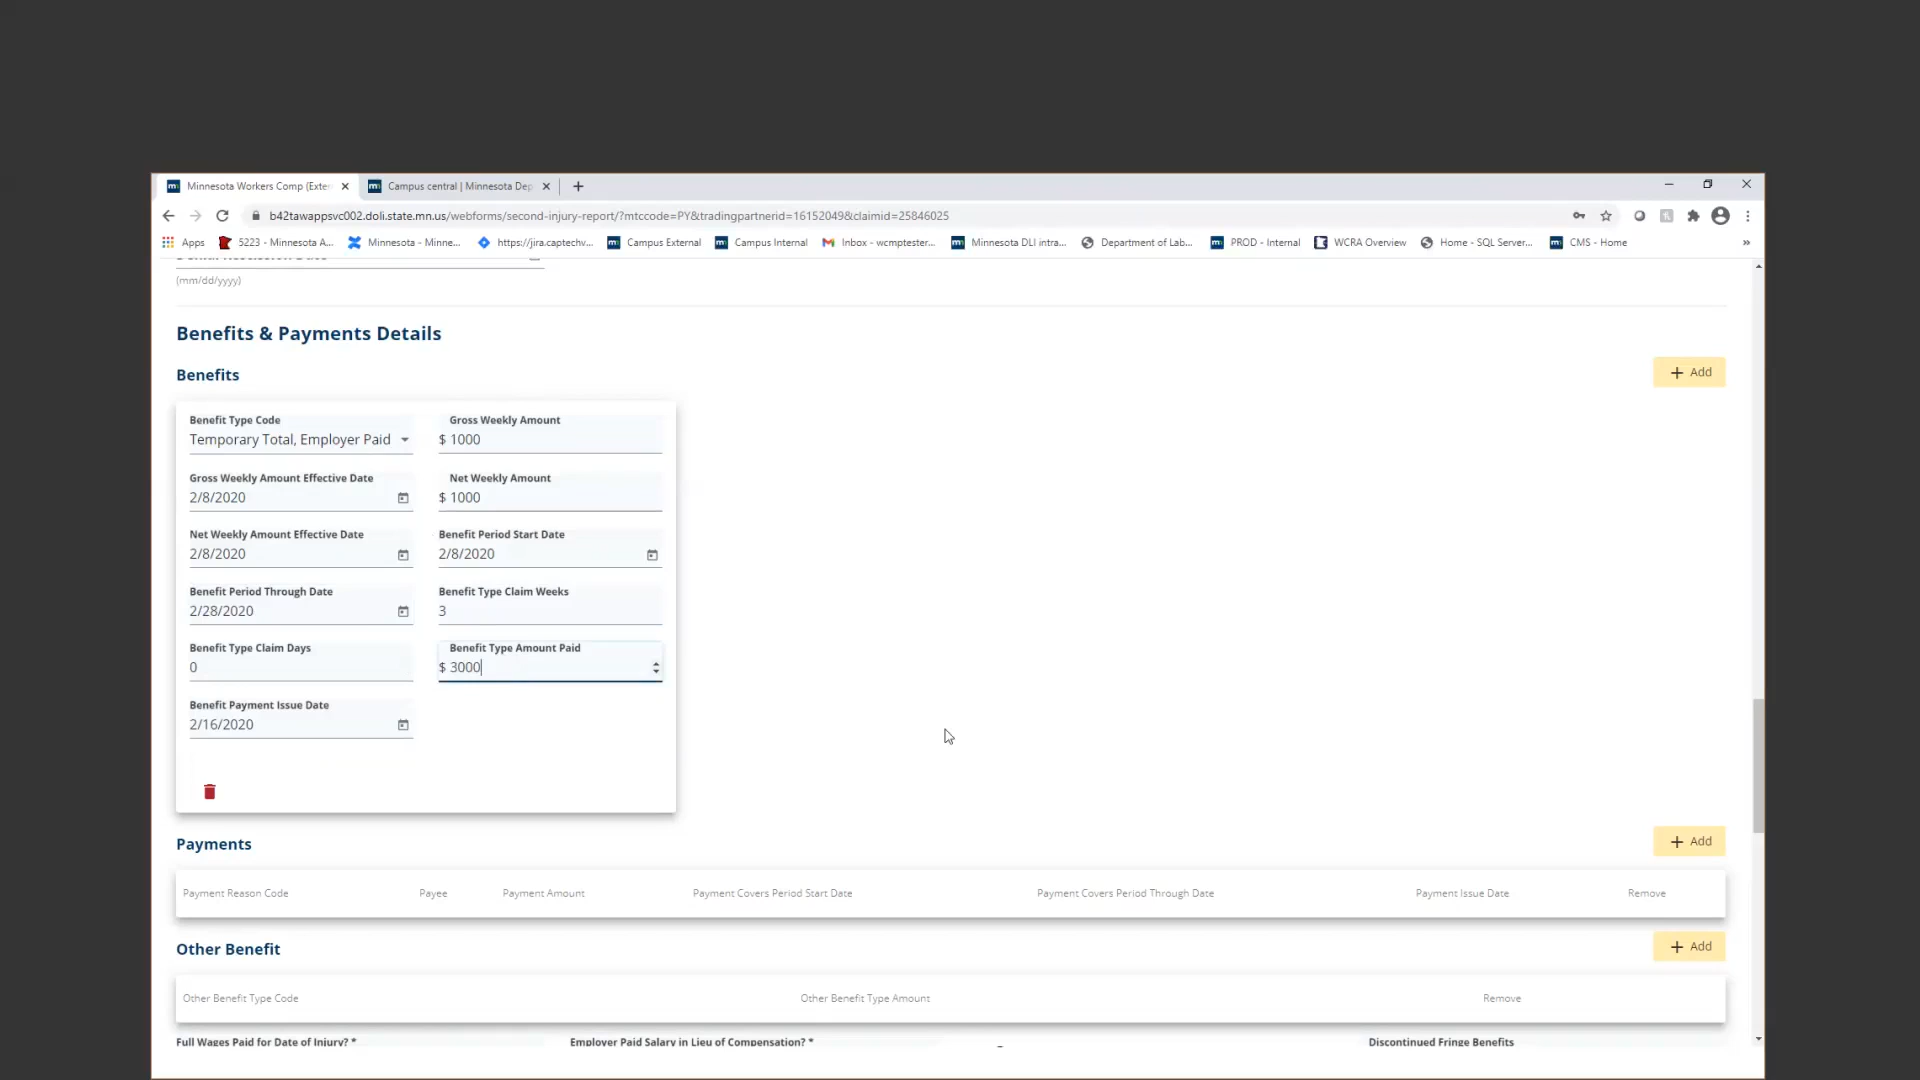 Minnesota Workers Comp (Exter
Campus central | Minnesota Dep
b42tawappsvc002.doli.state.mn.us/webforms/second-injury-report/?mtccode=PY&tradingpartnerid=16152049&claimid=25846025
Apps 5223 - Minnesota A... Minnesota - Minne... https://jira.captechv... Campus External Campus Internal Inbox - wcmptester... Minnesota DLI intra... Department of Lab... PROD - Internal WCRA Overview Home - SQL Server... CMS - Home »
(mm/dd/yyyy)
Benefits & Payments Details
Benefits
+ Add
Benefit Type Code Gross Weekly Amount
Temporary Total, Employer Paid $ 1000
Gross Weekly Amount Effective Date Net Weekly Amount
2/8/2020 $ 1000
Net Weekly Amount Effective Date Benefit Period Start Date
2/8/2020 2/8/2020
Benefit Period Through Date Benefit Type Claim Weeks
2/28/2020 3
Benefit Type Claim Days Benefit Type Amount Paid
0 $ 3000
Benefit Payment Issue Date
2/16/2020
Payments
+ Add
Payment Reason Code Payee Payment Amount Payment Covers Period Start Date Payment Covers Period Through Date Payment Issue Date Remove
Other Benefit
+ Add
Other Benefit Type Code Other Benefit Type Amount Remove
Full Wages Paid for Date of Injury? * Employer Paid Salary in Lieu of Compensation? * Discontinued Fringe Benefits